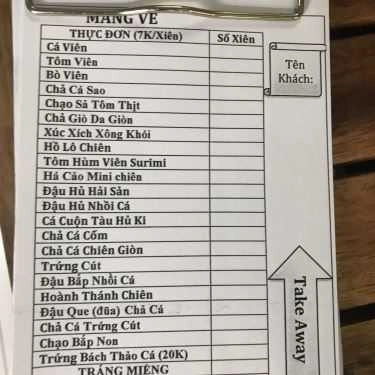 MANG VỀ
THỰC ĐƠN (7K/Xiên) Số Xiên
Cá Viên
Tôm Viên
Bò Viên
Chả Cá Sao
Chạo Sả Tôm Thịt
Chả Giò Da Giòn
Xúc Xích Xông Khói
Hồ Lô Chiên
Tôm Hùm Viên Surimi
Há Cảo Mini chiên
Đậu Hủ Hải Sản
Đậu Hủ Nhồi Cá
Cá Cuộn Tàu Hủ Ki
Chả Cá Cốm
Chả Cá Chiên Giòn
Trứng Cút
Đậu Bắp Nhồi Cá
Hoành Thánh Chiên
Đậu Que (đũa) Chả Cá
Chả Cá Trứng Cút
Chạo Bắp Non
Trứng Bách Thảo Cá (20K)
TRÁNG MIỆNG
Tên
Khách:
Take Away